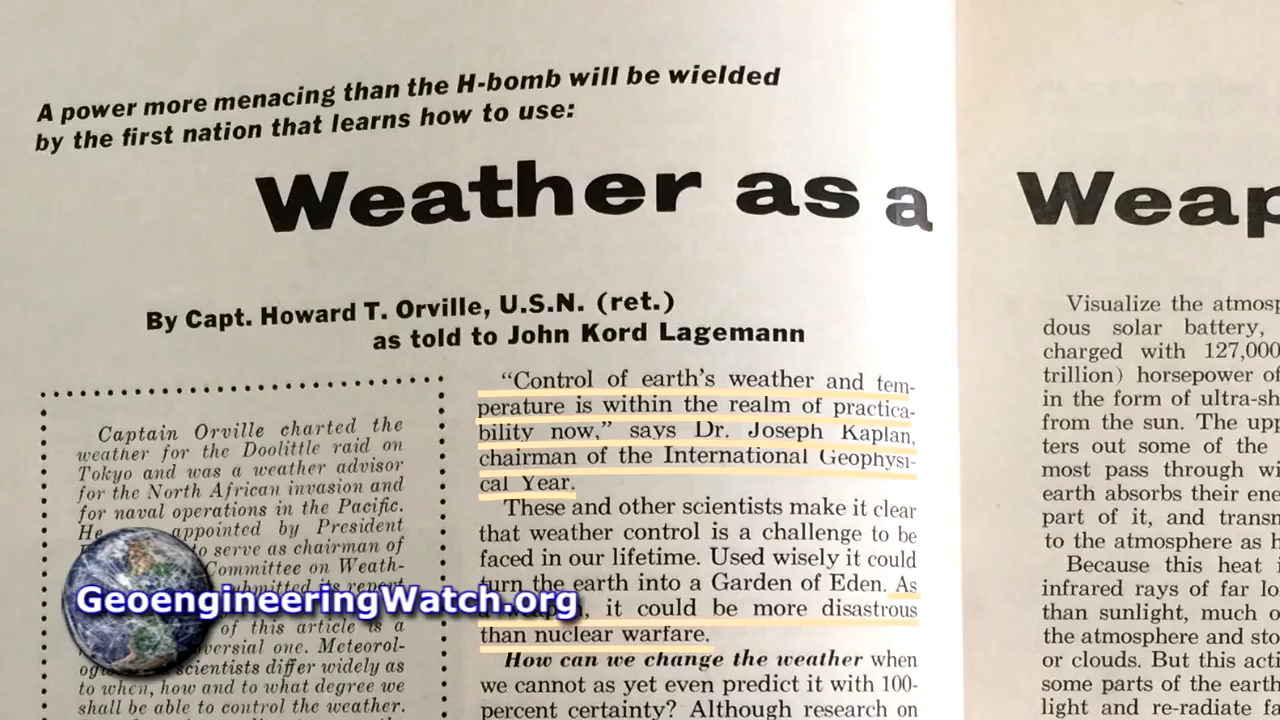 A power more menacing than the H-bomb will be wielded
by the first nation that learns how to use:
Weather as a Weap
By Capt. Howard T. Orville, U.S.N. (ret.)
as told to John Kord Lagemann
Captain Orville charted the
weather for the Doolittle raid on
Tokyo and was a weather advisor
for the North African invasion and
for naval operations in the Pacific.
He appointed by President
to serve as chairman of
Committee on Weath-
submitted its report
of this article is a
versial one. Meteorol-
scientists differ widely as
to when, how and to what degree we
shall be able to control the weather.
GeoengineeringWatch.org
"Control of earth's weather and tem-
perature is within the realm of practica-
bility now," says Dr. Joseph Kaplan,
chairman of the International Geophysi-
cal Year.
These and other scientists make it clear
that weather control is a challenge to be
faced in our lifetime. Used wisely it could
turn the earth into a Garden of Eden. As
it could be more disastrous
than nuclear warfare.
How can we change the weather when
we cannot as yet even predict it with 100-
percent certainty? Although research on
Visualize the atmosp
dous solar battery,
charged with 127,000
trillion) horsepower of
in the form of ultra-sh
from the sun. The upp
ters out some of the
most pass through wi
earth absorbs their ene
part of it, and transm
to the atmosphere as h
Because this heat i
infrared rays of far lo
than sunlight, much o
the atmosphere and sto
or clouds. But this acti
some parts of the earth
light and re-radiate fa